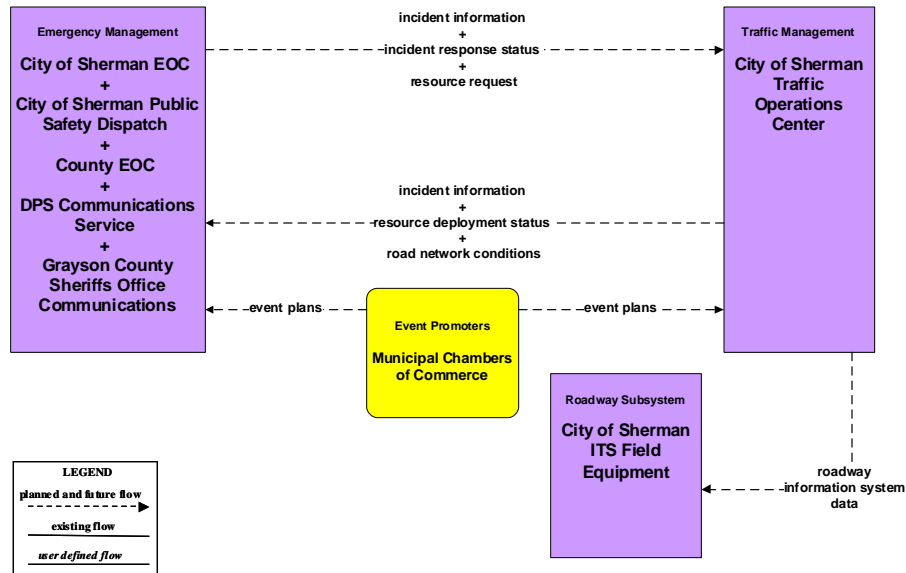 Emergency Management
City of Sherman EOC
+
City of Sherman Public
Safety Dispatch
+
County EOC
+
DPS Communications
Service
+
Grayson County
Sheriffs Office
Communications
incident information
+
incident response status
+
resource request
Traffic Management
City of Sherman
Traffic
Operations
Center
incident information
+
resource deployment status
+
road network conditions
event plans
Event Promoters
Municipal Chambers
of Commerce
event plans
Roadway Subsystem
City of Sherman
ITS Field
Equipment
roadway
information system
data
LEGEND
planned and future flow
existing flow
user defined flow